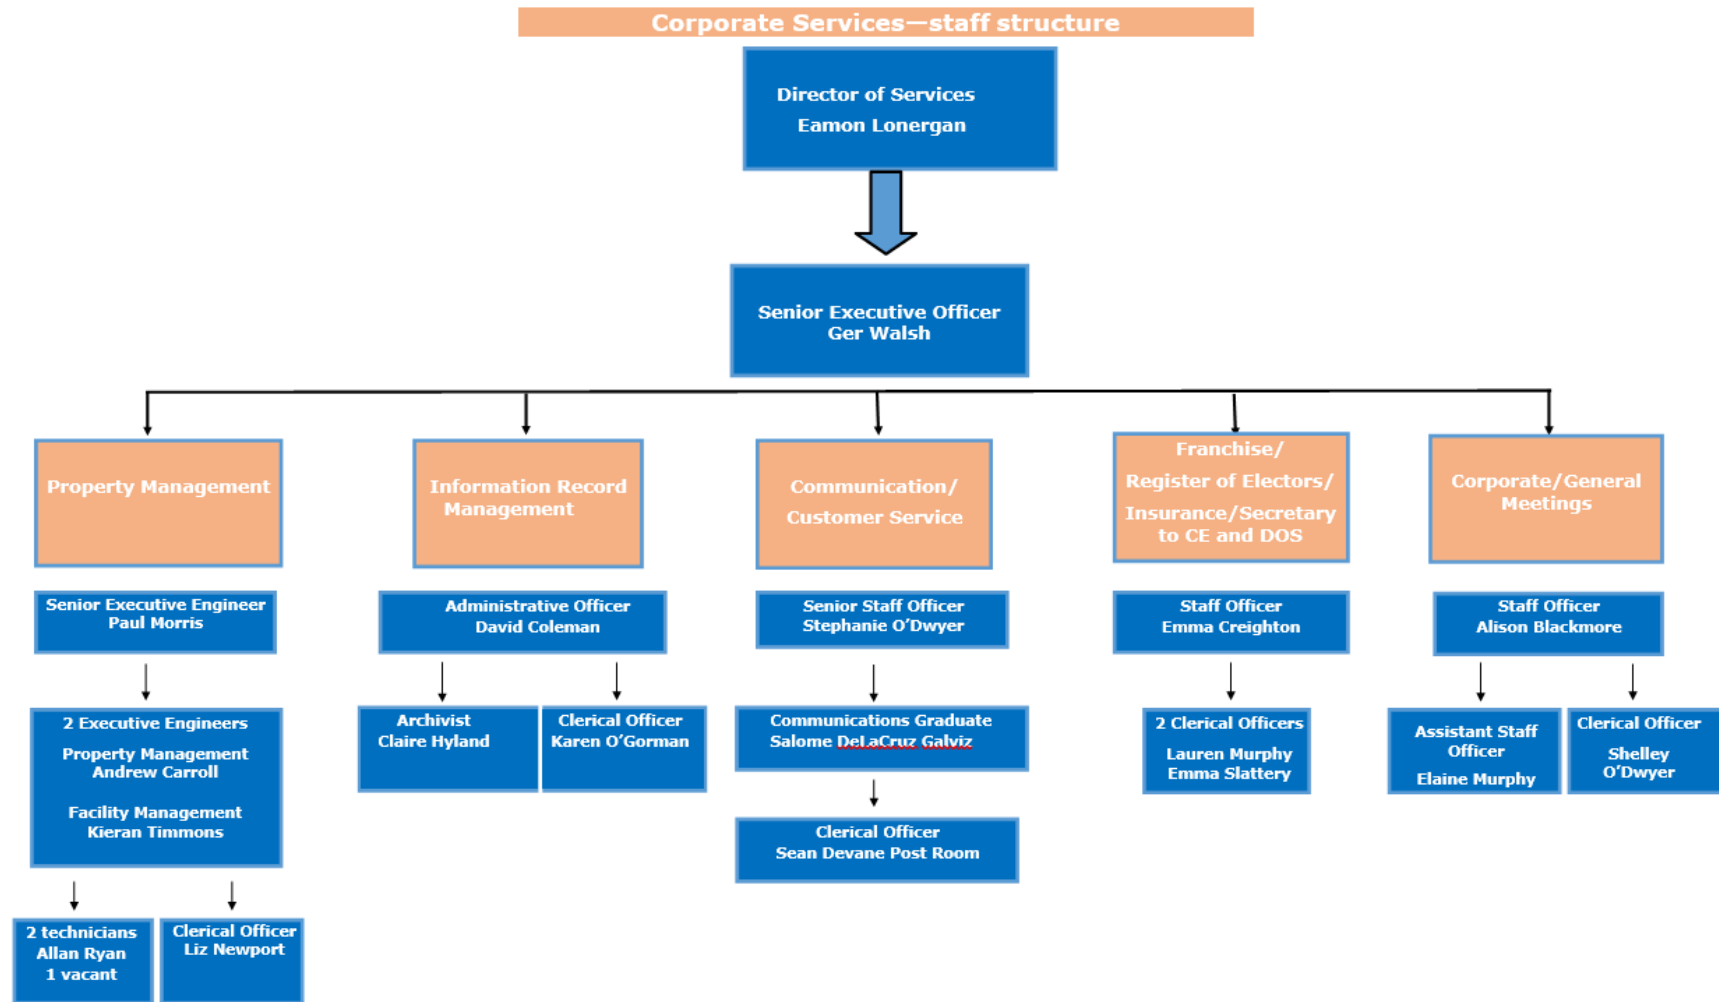 Corporate Services—staff structure
Director of Services
Eamon Lonergan
Senior Executive Officer
Ger Walsh
Property Management
Information Record
Management
Communication/
Customer Service
Franchise/
Register of Electors/
Insurance/Secretary
to CE and DOS
Corporate/General
Meetings
Senior Executive Engineer
Paul Morris
Administrative Officer
David Coleman
Senior Staff Officer
Stephanie O’Dwyer
Staff Officer
Emma Creighton
Staff Officer
Alison Blackmore
2 Executive Engineers
Property Management
Andrew Carroll
Facility Management
Kieran Timmons
Archivist
Claire Hyland
Clerical Officer
Karen O’Gorman
Communications Graduate
Salome DeLaCruz Galviz
2 Clerical Officers
Lauren Murphy
Emma Slattery
Assistant Staff
Officer
Elaine Murphy
Clerical Officer
Shelley
O’Dwyer
Clerical Officer
Sean Devane Post Room
2 technicians
Allan Ryan
1 vacant
Clerical Officer
Liz Newport